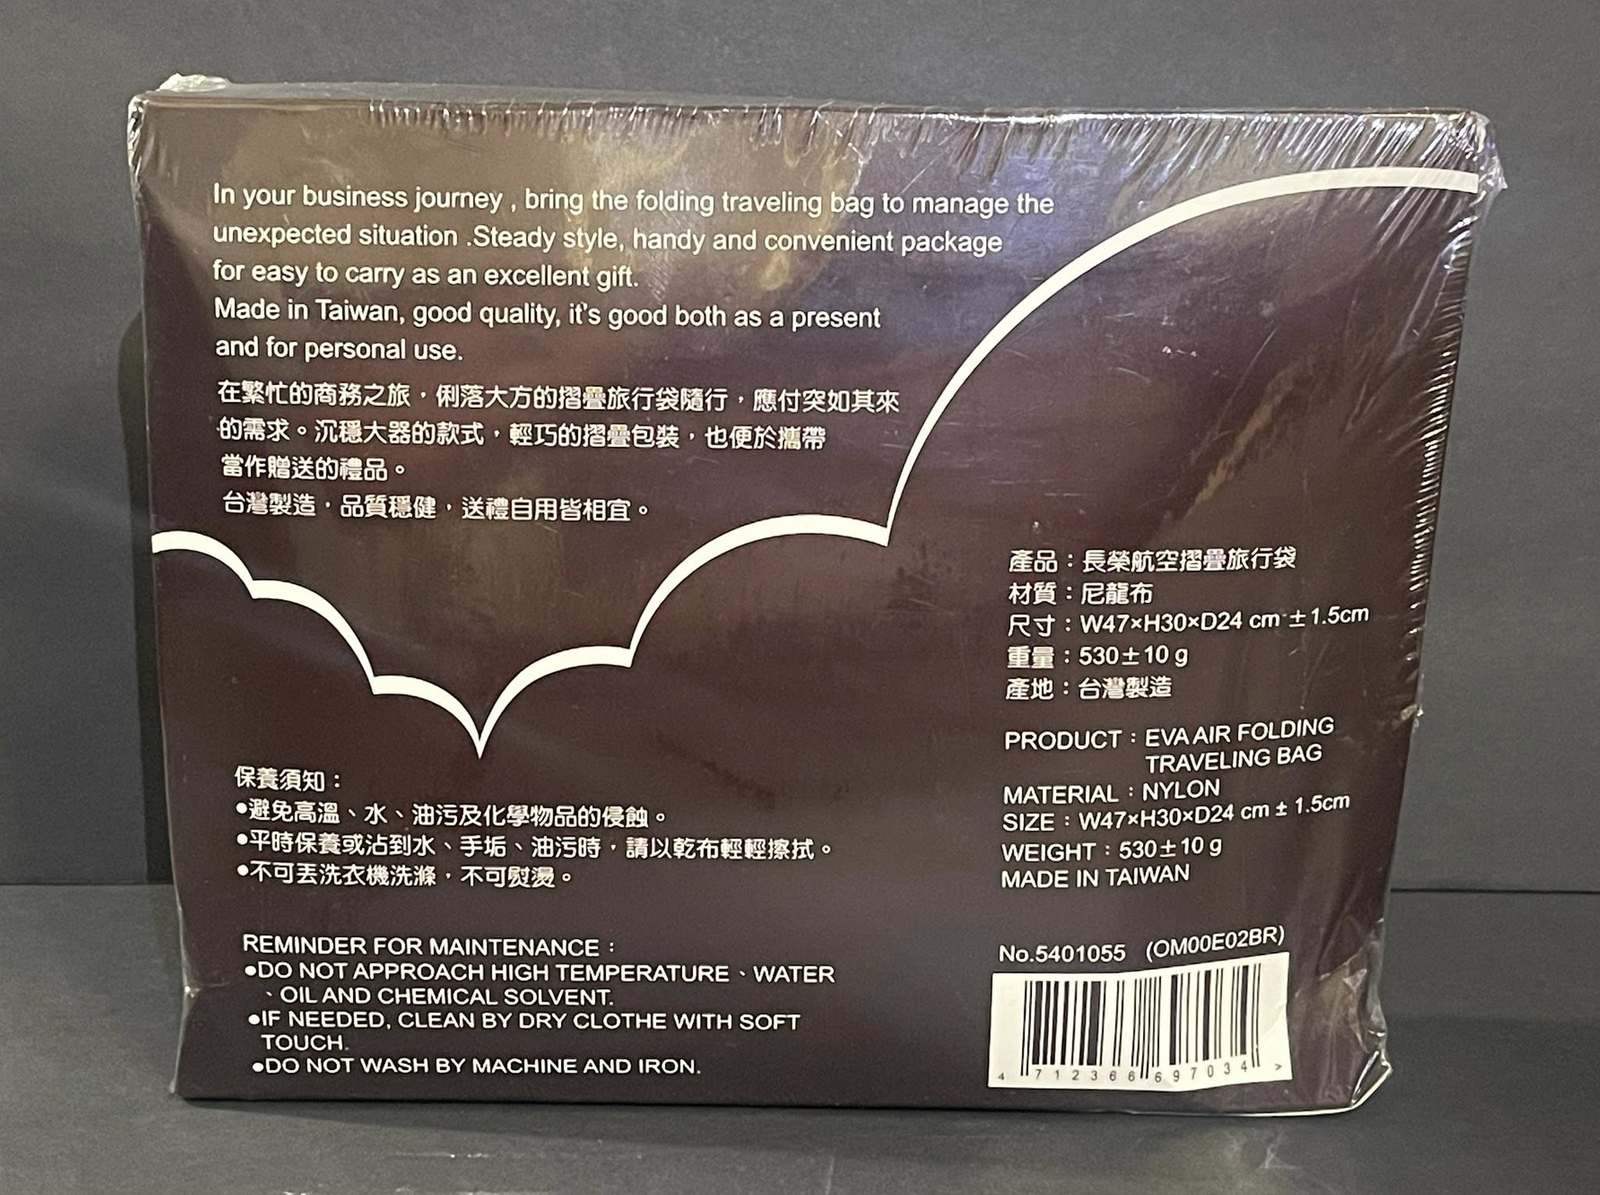 In your business journey , bring the folding traveling bag to manage the
unexpected situation .Steady style, handy and convenient package
for easy to carry as an excellent gift.
Made in Taiwan, good quality, it's good both as a present
and for personal use.
在繁忙的商務之旅，俐落大方的摺疊旅行袋隨行，應付突如其來
的需求。沉穩大器的款式，輕巧的摺疊包裝，也便於攜帶
當作贈送的禮品。
台灣製造，品質穩健，送禮自用皆相宜。
產品：長榮航空摺疊旅行袋
材質：尼龍布
尺寸：W47×H30×D24 cm ±1.5cm
重量：530±10 g
產地：台灣製造
PRODUCT：EVA AIR FOLDING
TRAVELING BAG
MATERIAL：NYLON
SIZE：W47×H30×D24 cm ± 1.5cm
WEIGHT：530±10 g
MADE IN TAIWAN
保養須知：
●避免高溫、水、油污及化學物品的侵蝕。
●平時保養或沾到水、手垢、油污時，請以乾布輕輕擦拭。
●不可丟洗衣機洗滌，不可熨燙。
REMINDER FOR MAINTENANCE：
●DO NOT APPROACH HIGH TEMPERATURE、WATER
、OIL AND CHEMICAL SOLVENT.
●IF NEEDED, CLEAN BY DRY CLOTHE WITH SOFT
TOUCH.
●DO NOT WASH BY MACHINE AND IRON.
No.5401055 (OM00E02BR)
4 712366 697034 >